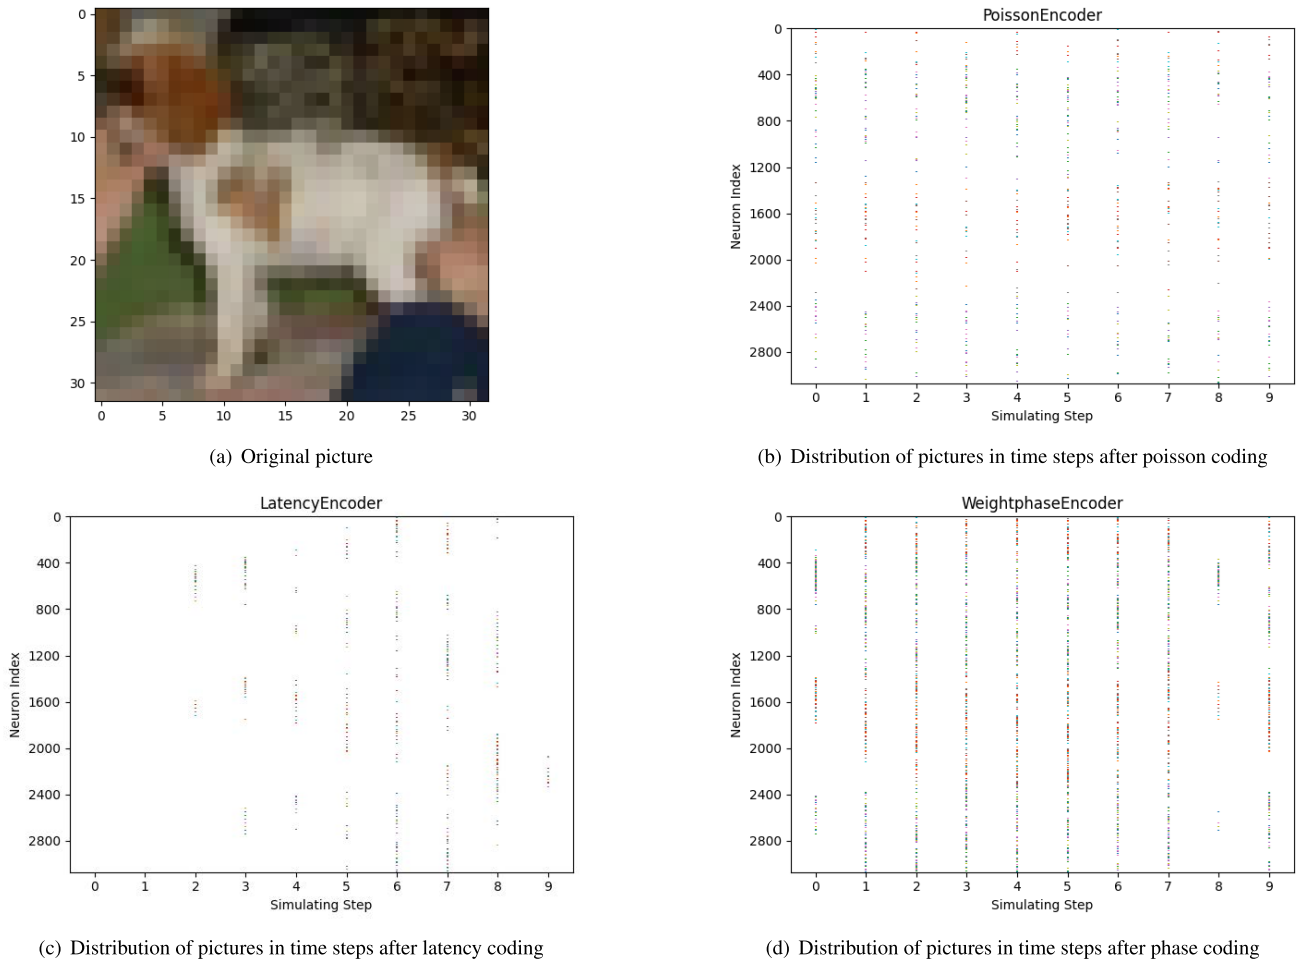 0
5
10
15
20
25
30
0 5 10 15 20 25 30
(a) Original picture
PoissonEncoder
0
400
800
1200
1600
2000
2400
2800
Neuron Index
0 1 2 3 4 5 6 7 8 9
Simulating Step
(b) Distribution of pictures in time steps after poisson coding
LatencyEncoder
0
400
800
1200
1600
2000
2400
2800
Neuron Index
0 1 2 3 4 5 6 7 8 9
Simulating Step
(c) Distribution of pictures in time steps after latency coding
WeightphaseEncoder
0
400
800
1200
1600
2000
2400
2800
Neuron Index
0 1 2 3 4 5 6 7 8 9
Simulating Step
(d) Distribution of pictures in time steps after phase coding